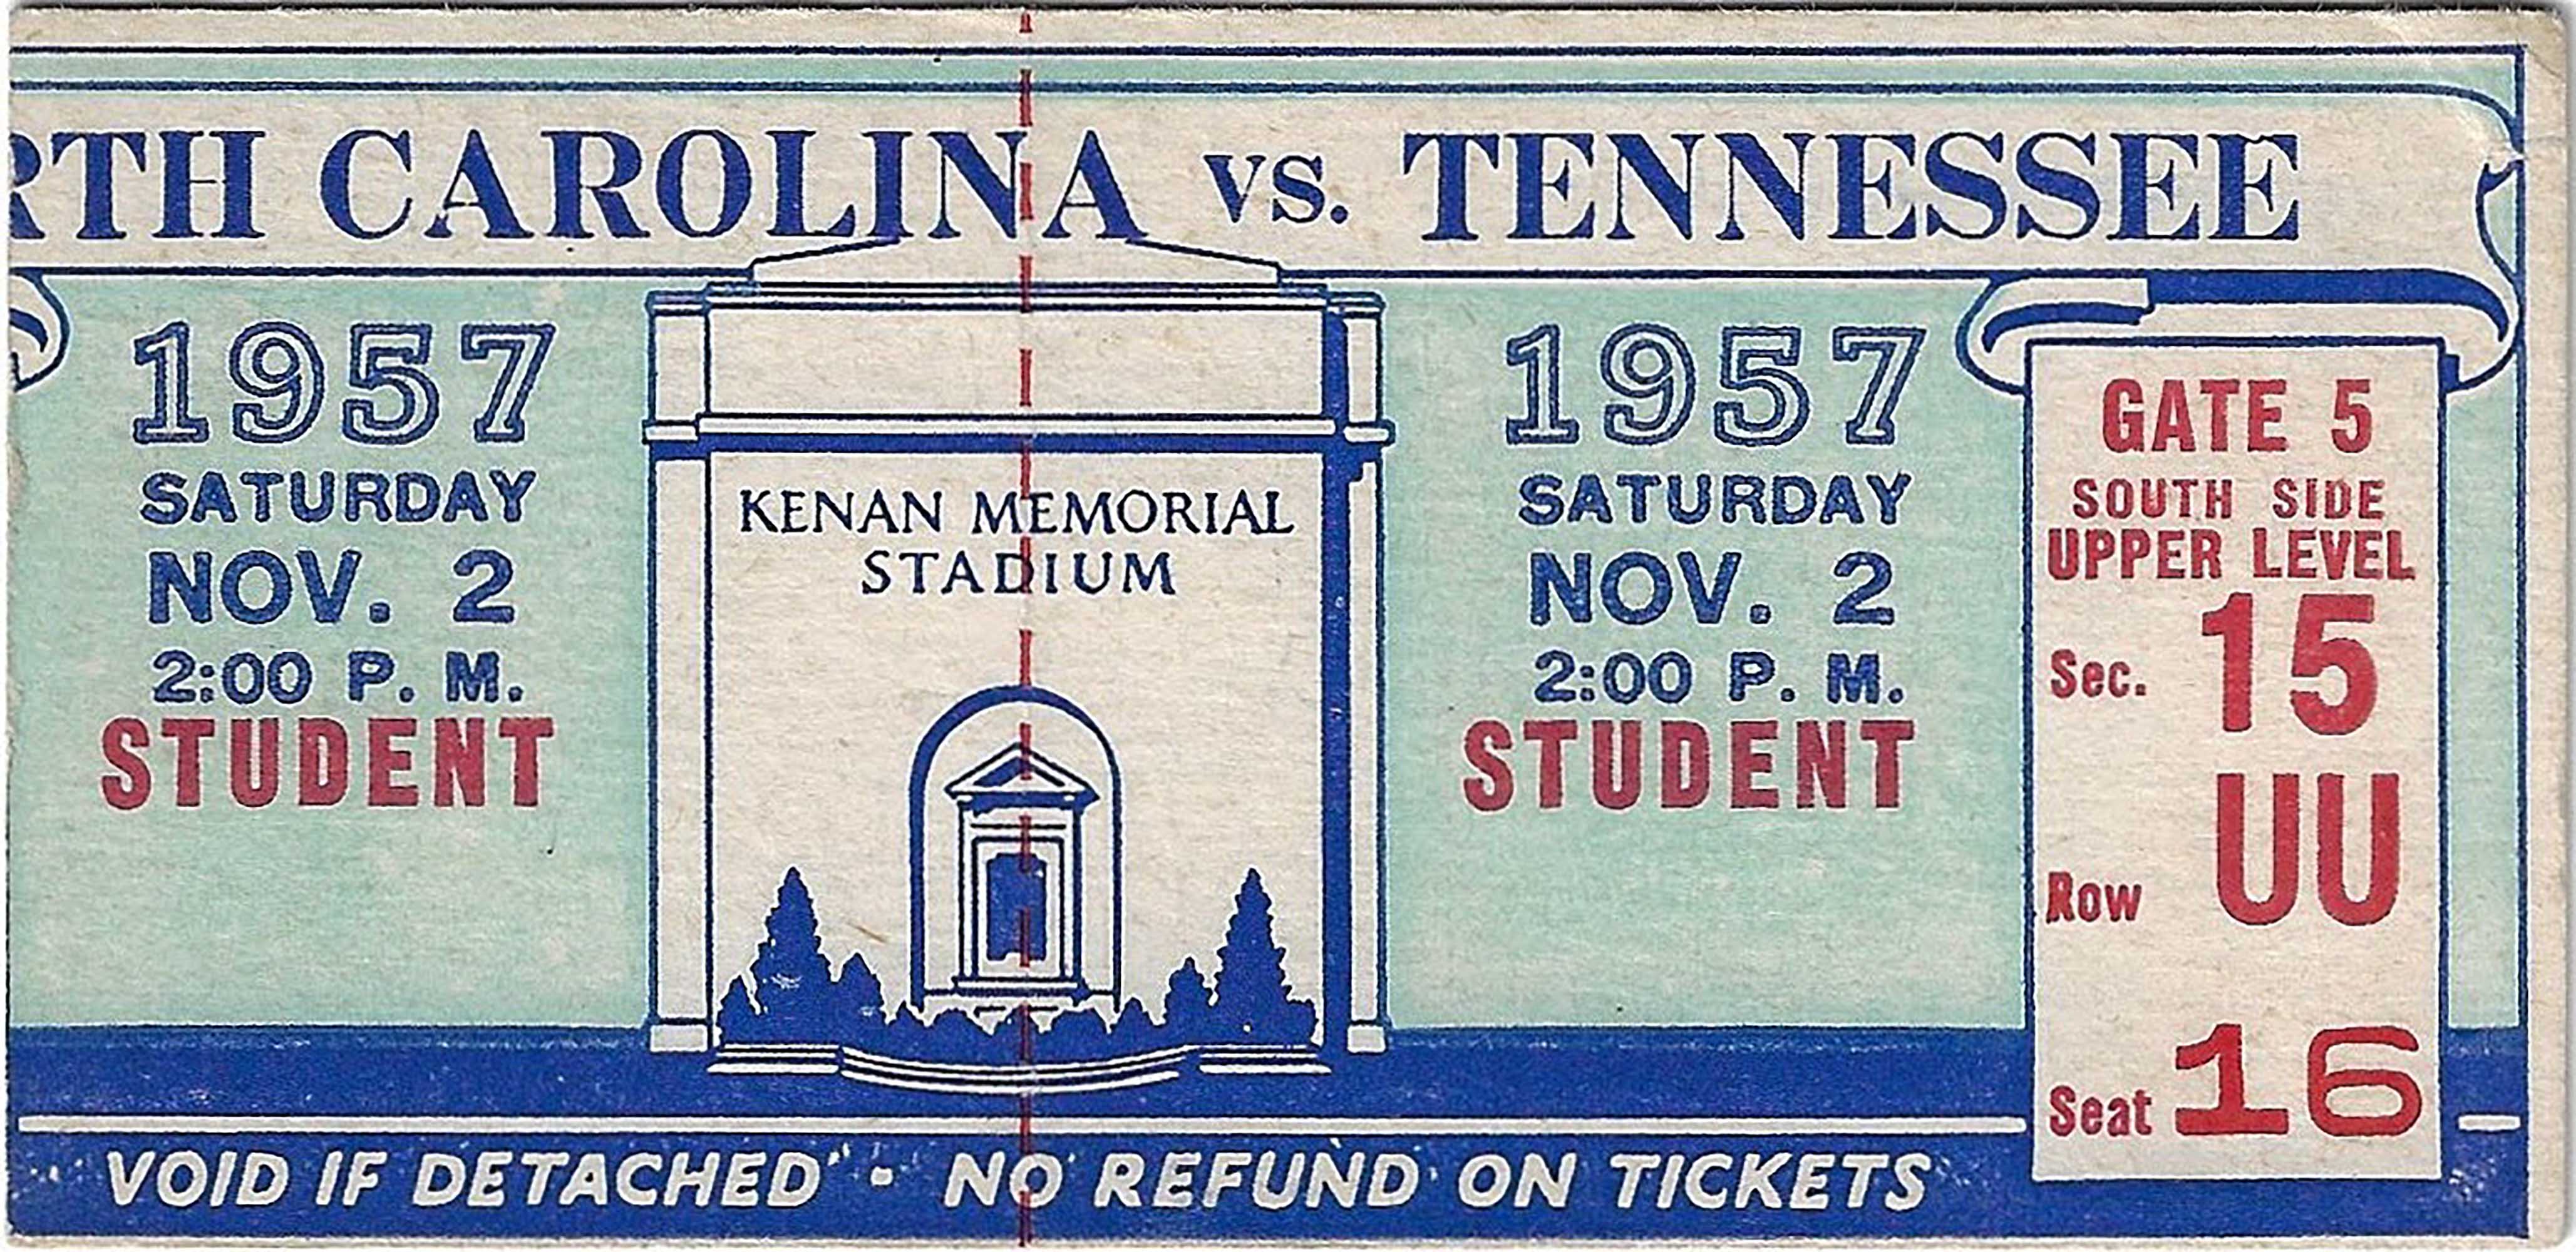 RTH CAROLINA vs. TENNESSEE
1957
SATURDAY
NOV. 2
2:00 P. M.
STUDENT
KENAN MEMORIAL
STADIUM
1957
SATURDAY
NOV. 2
2:00 P. M.
STUDENT
GATE 5
SOUTH SIDE
UPPER LEVEL
Sec. 15
Row UU
Seat 16
VOID IF DETACHED - NO REFUND ON TICKETS